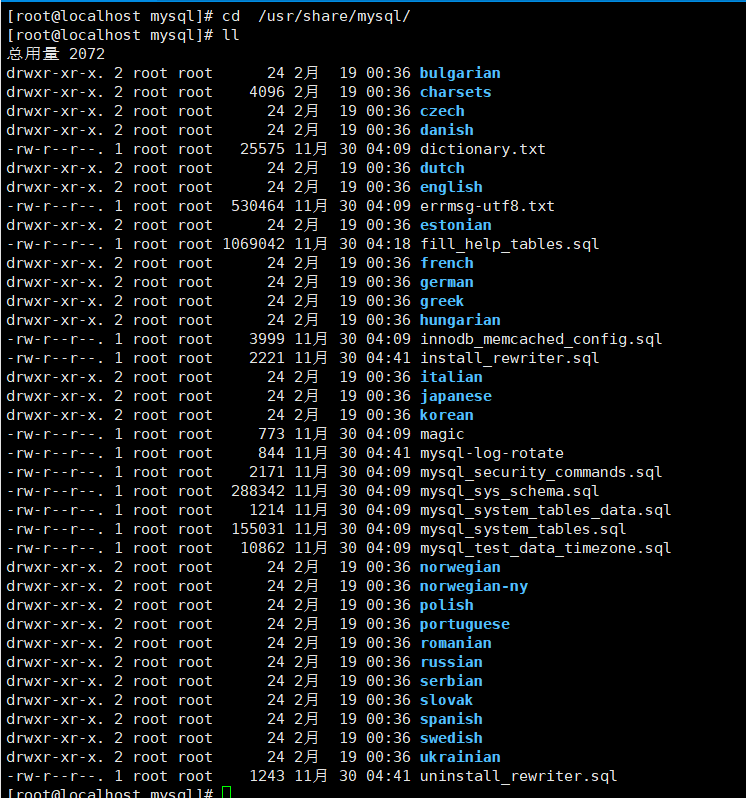 [root@localhost mysql]# cd  /usr/share/mysql/
[root@localhost mysql]# ll
总用量 2072
drwxr-xr-x. 2 root root      24 2月  19 00:36 bulgarian
drwxr-xr-x. 2 root root    4096 2月  19 00:36 charsets
drwxr-xr-x. 2 root root      24 2月  19 00:36 czech
drwxr-xr-x. 2 root root      24 2月  19 00:36 danish
-rw-r--r--. 1 root root   25575 11月 30 04:09 dictionary.txt
drwxr-xr-x. 2 root root      24 2月  19 00:36 dutch
drwxr-xr-x. 2 root root      24 2月  19 00:36 english
-rw-r--r--. 1 root root  530464 11月 30 04:09 errmsg-utf8.txt
drwxr-xr-x. 2 root root      24 2月  19 00:36 estonian
-rw-r--r--. 1 root root 1069042 11月 30 04:18 fill_help_tables.sql
drwxr-xr-x. 2 root root      24 2月  19 00:36 french
drwxr-xr-x. 2 root root      24 2月  19 00:36 german
drwxr-xr-x. 2 root root      24 2月  19 00:36 greek
drwxr-xr-x. 2 root root      24 2月  19 00:36 hungarian
-rw-r--r--. 1 root root    3999 11月 30 04:09 innodb_memcached_config.sql
-rw-r--r--. 1 root root    2221 11月 30 04:41 install_rewriter.sql
drwxr-xr-x. 2 root root      24 2月  19 00:36 italian
drwxr-xr-x. 2 root root      24 2月  19 00:36 japanese
drwxr-xr-x. 2 root root      24 2月  19 00:36 korean
-rw-r--r--. 1 root root     773 11月 30 04:09 magic
-rw-r--r--. 1 root root     844 11月 30 04:41 mysql-log-rotate
-rw-r--r--. 1 root root    2171 11月 30 04:09 mysql_security_commands.sql
-rw-r--r--. 1 root root  288342 11月 30 04:09 mysql_sys_schema.sql
-rw-r--r--. 1 root root    1214 11月 30 04:09 mysql_system_tables_data.sql
-rw-r--r--. 1 root root  155031 11月 30 04:09 mysql_system_tables.sql
-rw-r--r--. 1 root root   10862 11月 30 04:09 mysql_test_data_timezone.sql
drwxr-xr-x. 2 root root      24 2月  19 00:36 norwegian
drwxr-xr-x. 2 root root      24 2月  19 00:36 norwegian-ny
drwxr-xr-x. 2 root root      24 2月  19 00:36 polish
drwxr-xr-x. 2 root root      24 2月  19 00:36 portuguese
drwxr-xr-x. 2 root root      24 2月  19 00:36 romanian
drwxr-xr-x. 2 root root      24 2月  19 00:36 russian
drwxr-xr-x. 2 root root      24 2月  19 00:36 serbian
drwxr-xr-x. 2 root root      24 2月  19 00:36 slovak
drwxr-xr-x. 2 root root      24 2月  19 00:36 spanish
drwxr-xr-x. 2 root root      24 2月  19 00:36 swedish
drwxr-xr-x. 2 root root      24 2月  19 00:36 ukrainian
-rw-r--r--. 1 root root    1243 11月 30 04:41 uninstall_rewriter.sql
[root@localhost mysql]#